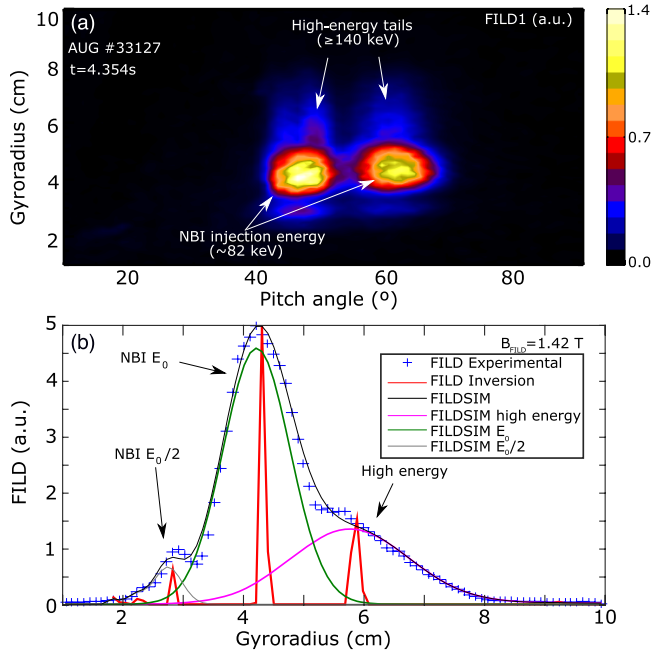 (a)
High-energy tails
(≥140 keV)
FILD1 (a.u.)
AUG #33127
t=4.354s
NBI injection energy
(~82 keV)
10
8
6
4
2
Gyroradius (cm)
20
40
60
80
Pitch angle (º)
1.4
0.7
0.0
(b)
B_FILD=1.42 T
NBI E₀
NBI E₀/2
High energy
FILD Experimental
FILD Inversion
FILDSIM
FILDSIM high energy
FILDSIM E₀
FILDSIM E₀/2
5
4
3
2
1
0
FILD (a.u.)
2
4
6
8
10
Gyroradius (cm)